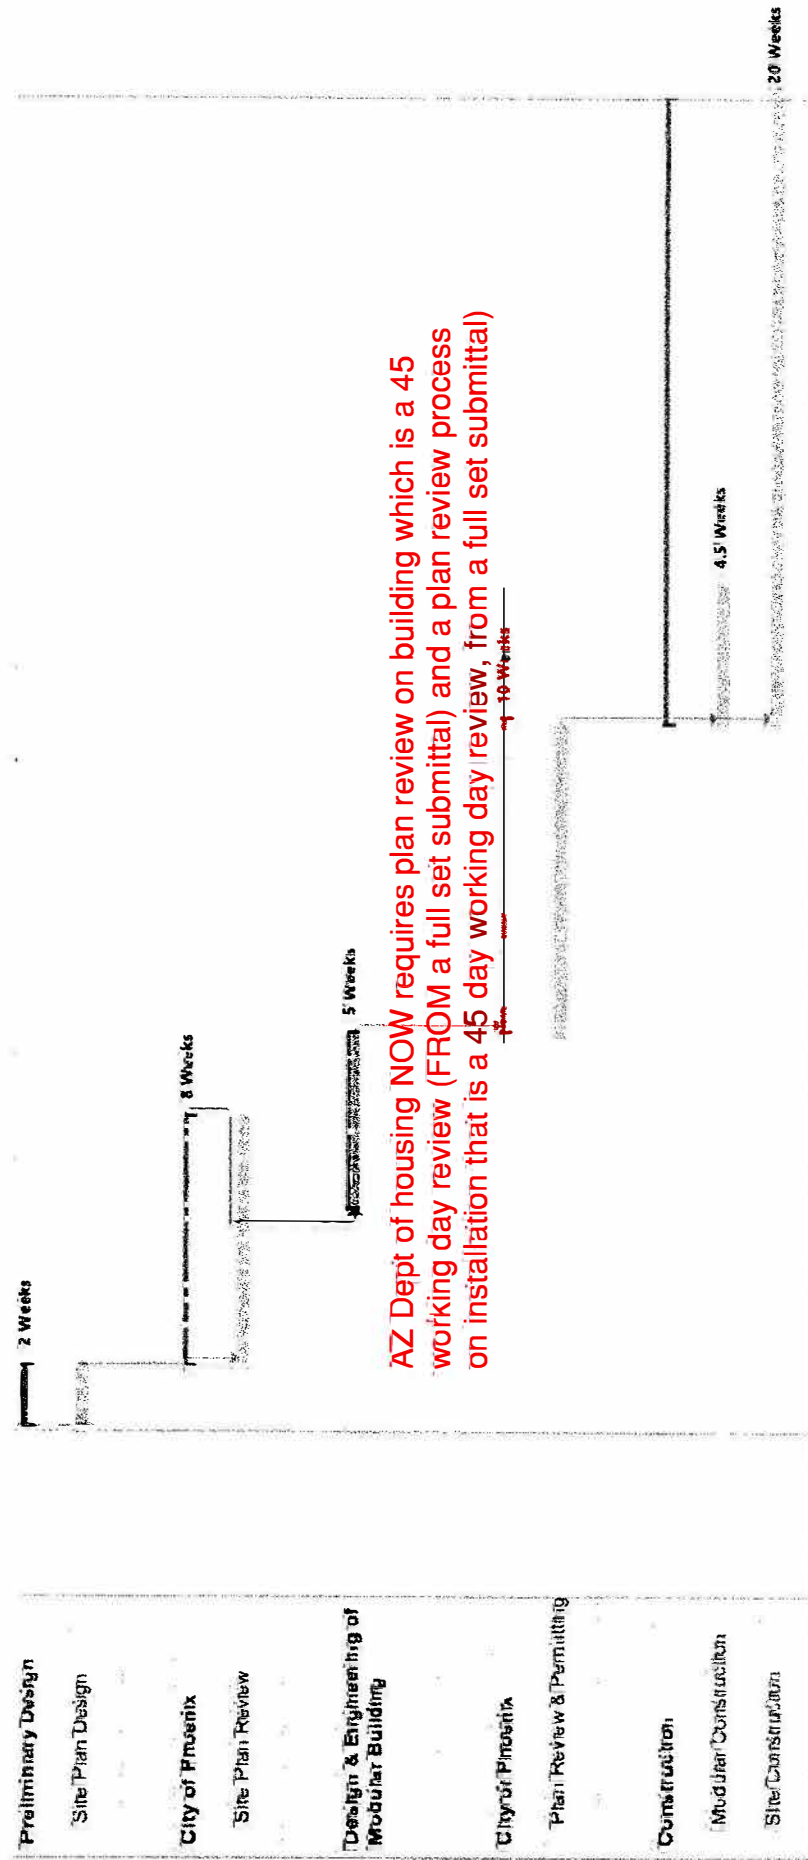 Preliminary Design
2 Weeks
Site Plan Design
City of Phoenix
8 Weeks
Site Plan Review
Design & Engineering of
Modular Building
5 Weeks
AZ Dept of housing NOW requires plan review on building which is a 45
working day review (FROM a full set submittal) and a plan review process
on installation that is a 45 day working day review, from a full set submittal)
City of Phoenix
10 Weeks
Plan Review & Permitting
Construction
Modular Construction
4.5 Weeks
Site Construction
20 Weeks